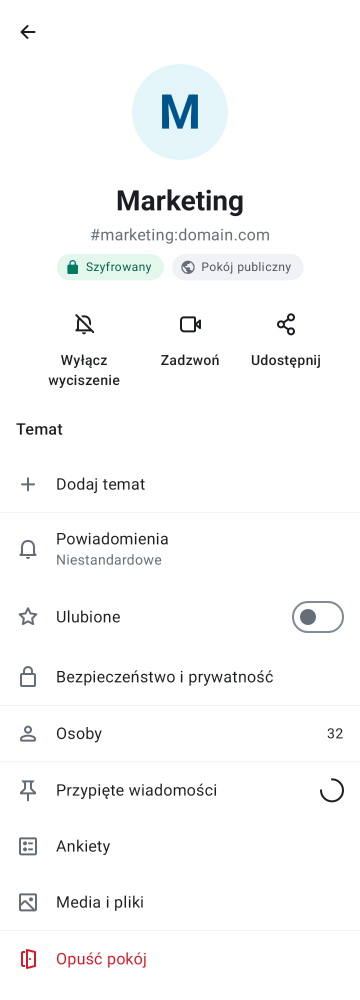 M
Marketing
#marketing:domain.com
Szyfrowany
Pokój publiczny
Wyłącz
wyciszenie
Zadzwoń
Udostępnij
Temat
Dodaj temat
Powiadomienia
Niestandardowe
Ulubione
Bezpieczeństwo i prywatność
Osoby
32
Przypięte wiadomości
Ankiety
Media i pliki
Opuść pokój